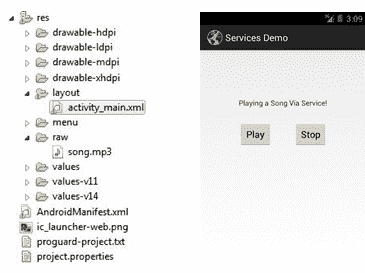 res
drawable-hdpi
drawable-ldpi
drawable-mdpi
drawable-xhdpi
layout
activity_main.xml
menu
raw
song.mp3
values
values-v11
values-v14
AndroidManifest.xml
ic_launcher-web.png
proguard-project.txt
project.properties
3:09
Services Demo
Playing a Song Via Service!
Play
Stop